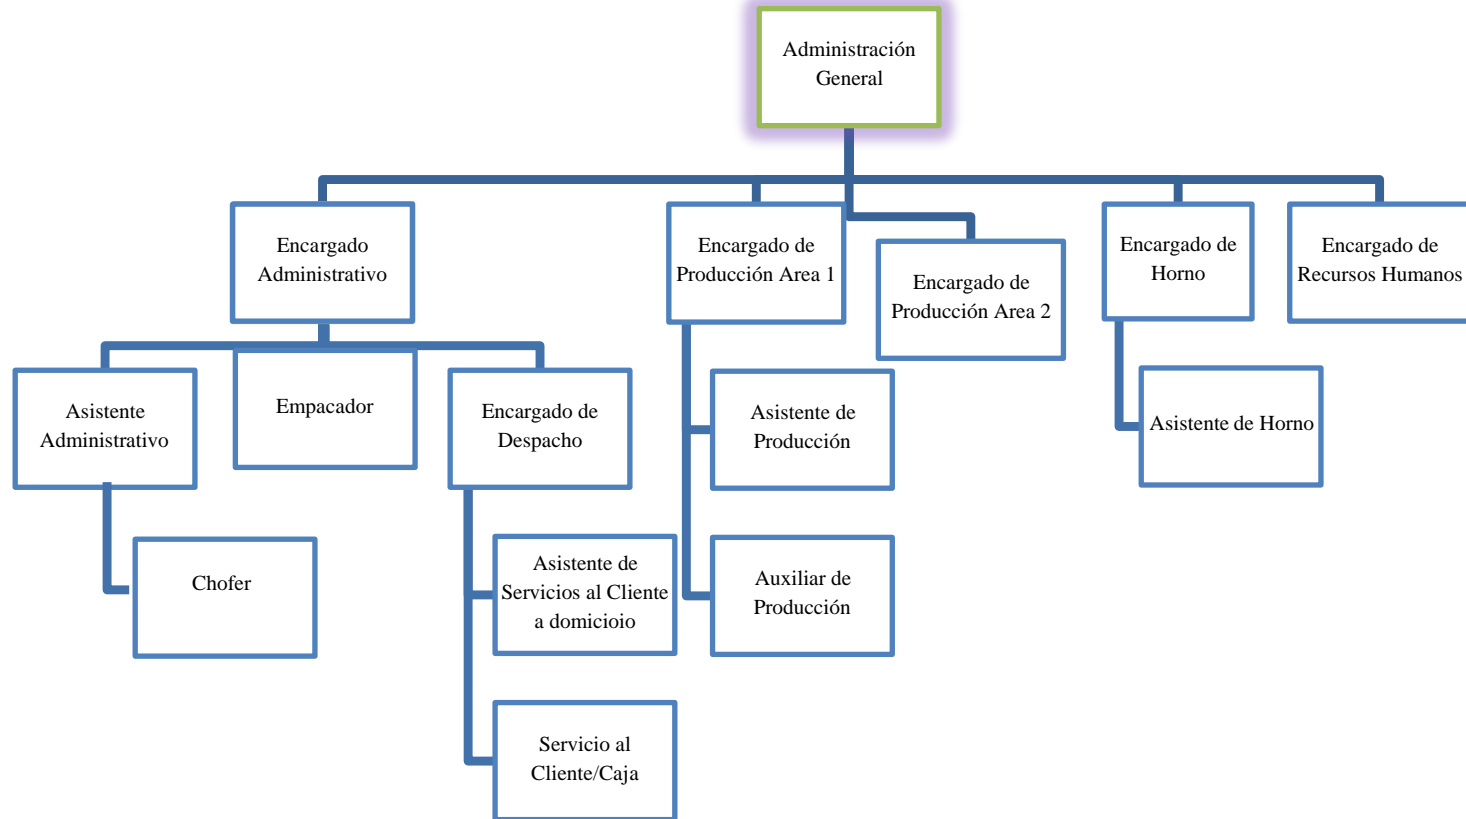 Administración
General
Encargado
Administrativo
Encargado de
Producción Area 1
Encargado de
Producción Area 2
Encargado de
Horno
Encargado de
Recursos Humanos
Asistente
Administrativo
Empacador
Encargado de
Despacho
Asistente de
Producción
Asistente de Horno
Chofer
Asistente de
Servicios al Cliente
a domicioio
Auxiliar de
Producción
Servicio al
Cliente/Caja